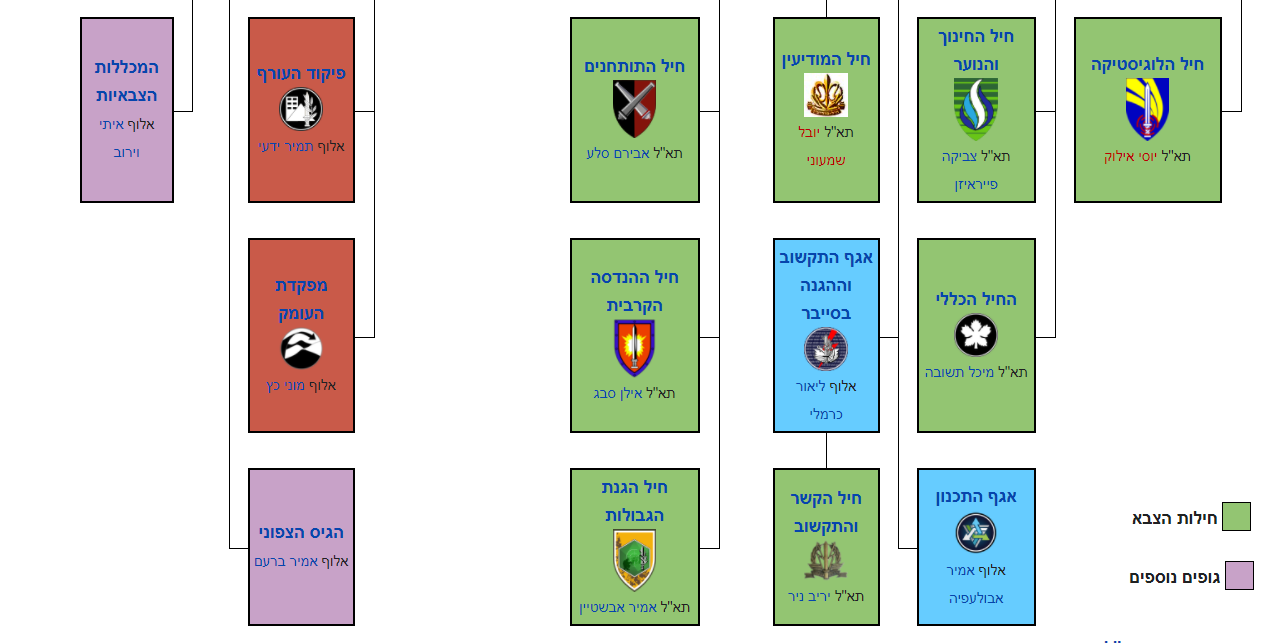 חיל הלוגיסטיקה
תא"ל יוסי אילוק
חיל החינוך
והנוער
תא"ל צביקה
פייראיזן
חיל המודיעין
תא"ל יובל
שמעוני
חיל התותחנים
תא"ל אבירם סלע
פיקוד העורף
אלוף תמיר ידעי
המכללות
הצבאיות
אלוף איתי
וירוב
החיל הכללי
תא"ל מיכל תשובה
אגף התקשוב
וההגנה
בסייבר
אלוף ליאור
כרמלי
חיל ההנדסה
הקרבית
תא"ל אילן סבג
מפקדת
העומק
אלוף מוני כץ
אגף התכנון
אלוף אמיר
אבולעפיה
חיל הקשר
והתקשוב
תא"ל יריב ניר
חיל הגנת
הגבולות
תא"ל אמיר אבשטיין
הגיס הצפוני
אלוף אמיר ברעם
חילות הצבא
גופים נוספים